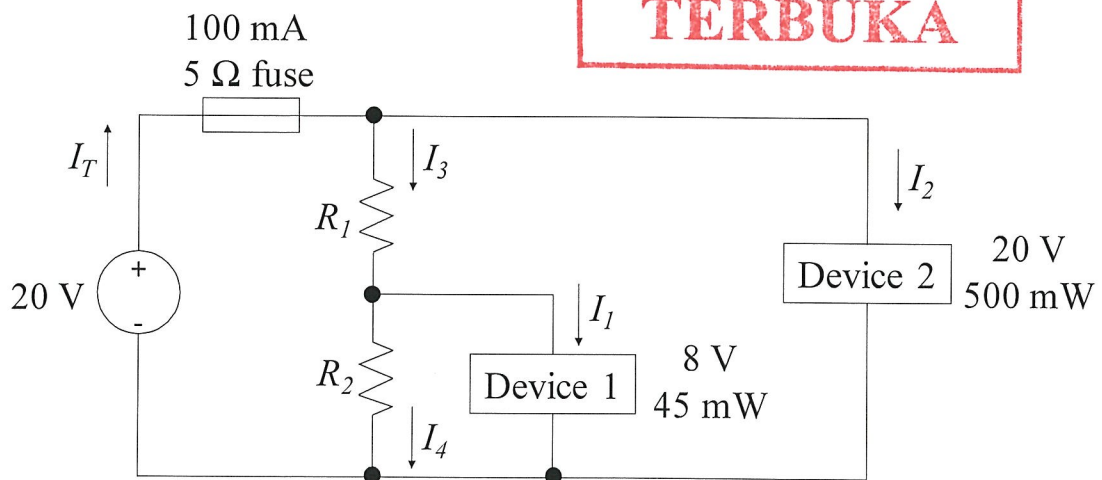 TERBUKA
100 mA
5 Ω fuse
I_T
I_3
I_2
R_1
20 V
+
-
Device 2
20 V
500 mW
I_1
R_2
Device 1
8 V
45 mW
I_4